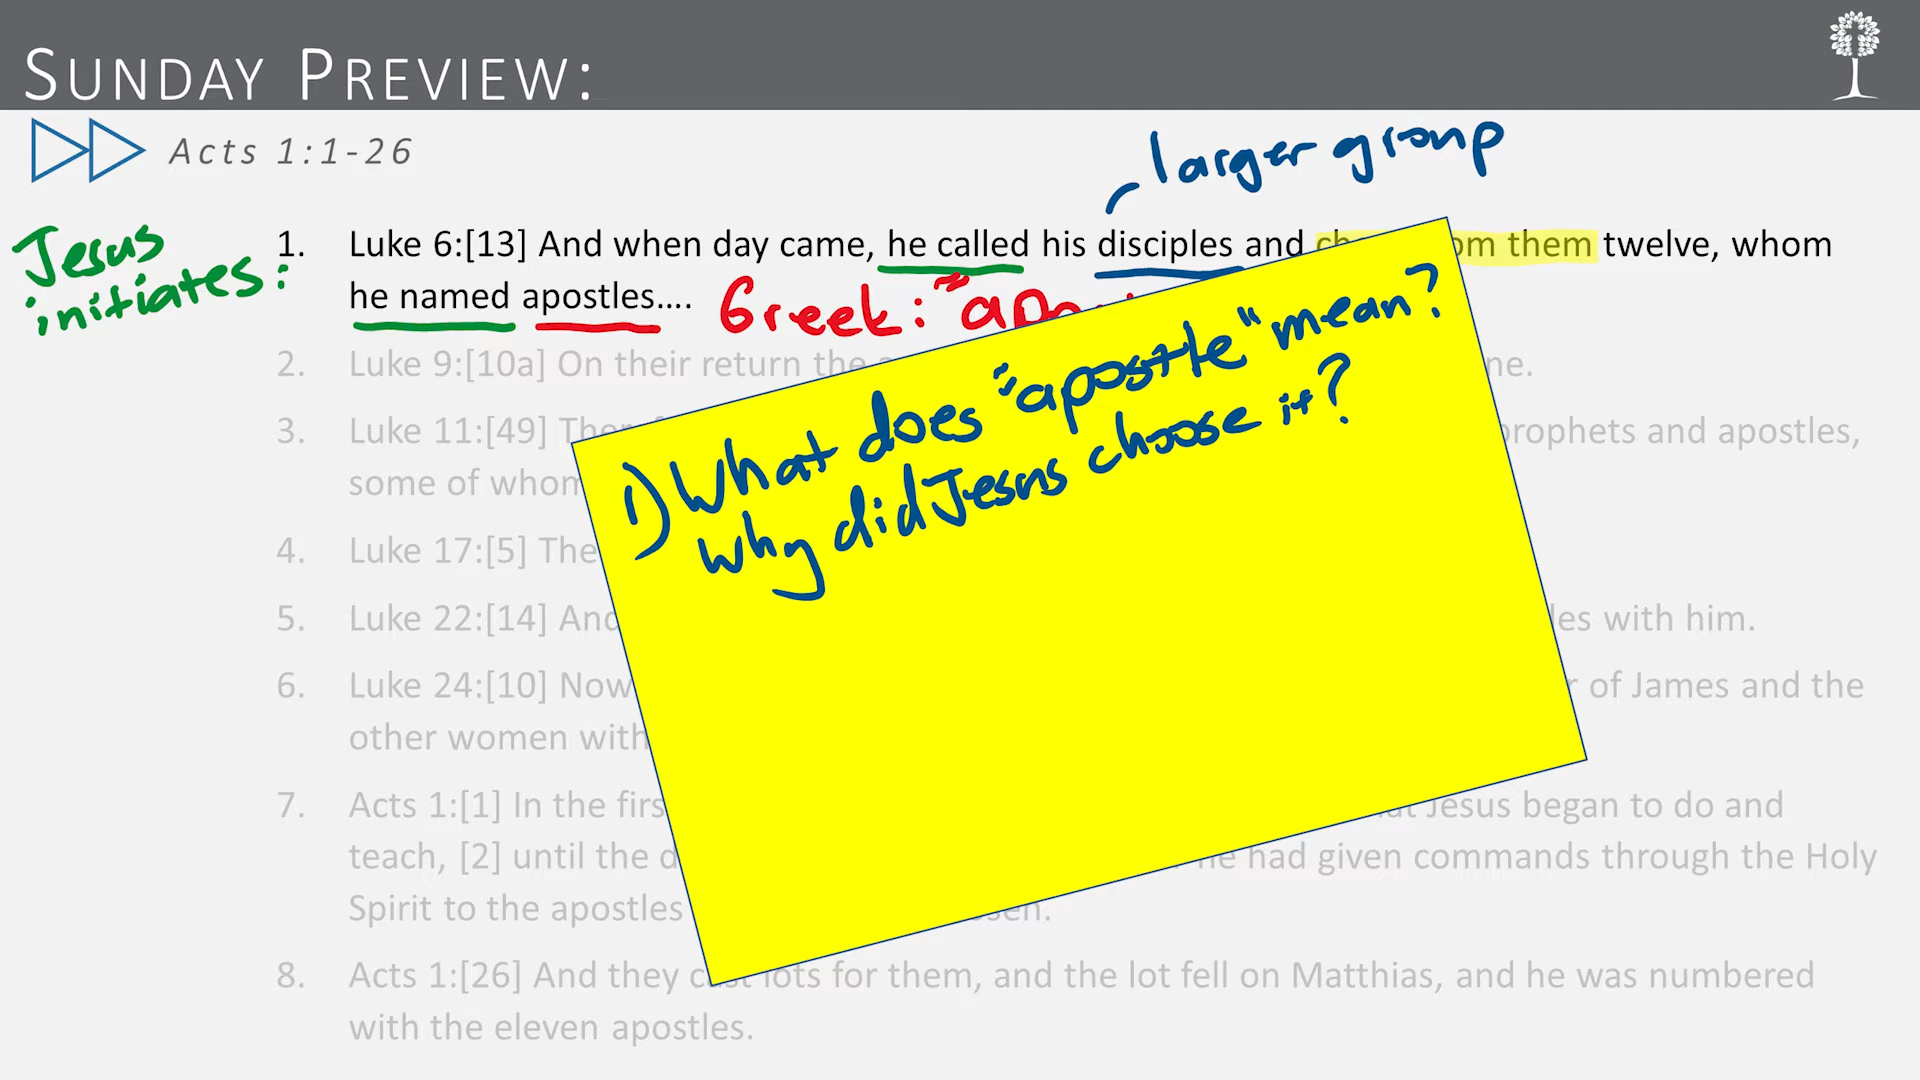 SUNDAY PREVIEW:
Acts 1:1-26
larger group
Jesus
initiates:
1. Luke 6:[13] And when day came, he called his disciples and them twelve, whom
he named apostles.... Greek: "apo
2. Luke 9:[10a] On their return the
3. Luke 11:[49] prophets and apostles,
some of whom
4. Luke 17:[5] The
5. Luke 22:[14] And les with him.
6. Luke 24:[10] Now of James and the
other women with
7. Acts 1:[1] In the firs Jesus began to do and
teach, [2] until the d he had given commands through the Holy
Spirit to the apostles
8. Acts 1:[26] And they lots for them, and the lot fell on Matthias, and he was numbered
with the eleven apostles.
1) What does "apostle" mean?
Why did Jesus choose it?